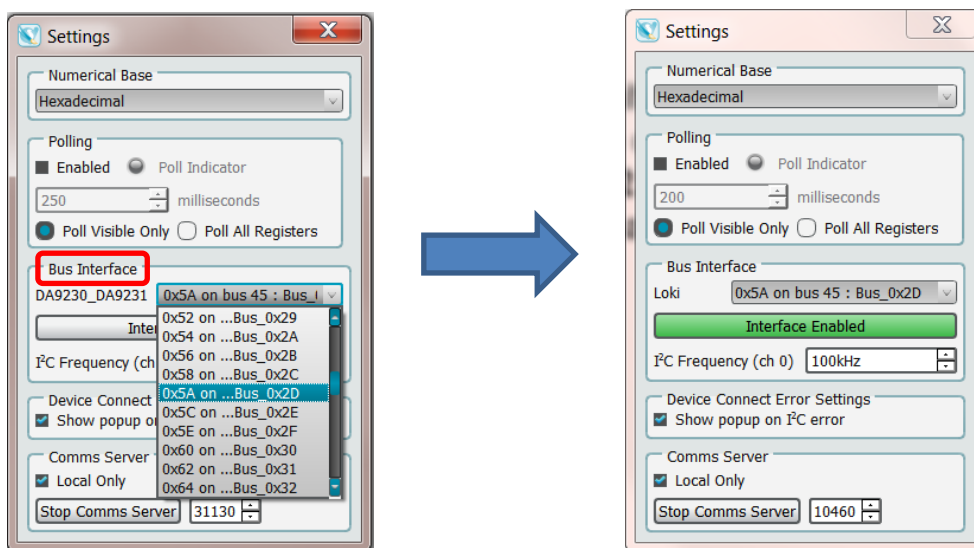 Settings
X
Numerical Base
Hexadecimal
Polling
Enabled Poll Indicator
250 milliseconds
Poll Visible Only Poll All Registers
Bus Interface
DA9230_DA9231 0x5A on bus 45 : Bus_
0x52 on ...Bus_0x29
0x54 on ...Bus_0x2A
Inte
0x56 on ...Bus_0x2B
0x58 on ...Bus_0x2C
I²C Frequency (ch
0x5A on ...Bus_0x2D
0x5C on ...Bus_0x2E
Device Connect
Show popup o
0x5E on ...Bus_0x2F
0x60 on ...Bus_0x30
Comms Server
0x62 on ...Bus_0x31
Local Only
0x64 on ...Bus_0x32
Stop Comms Server 31130
Settings
X
Numerical Base
Hexadecimal
Polling
Enabled Poll Indicator
200 milliseconds
Poll Visible Only Poll All Registers
Bus Interface
Loki 0x5A on bus 45 : Bus_0x2D
Interface Enabled
I²C Frequency (ch 0) 100kHz
Device Connect Error Settings
Show popup on I²C error
Comms Server
Local Only
Stop Comms Server 10460